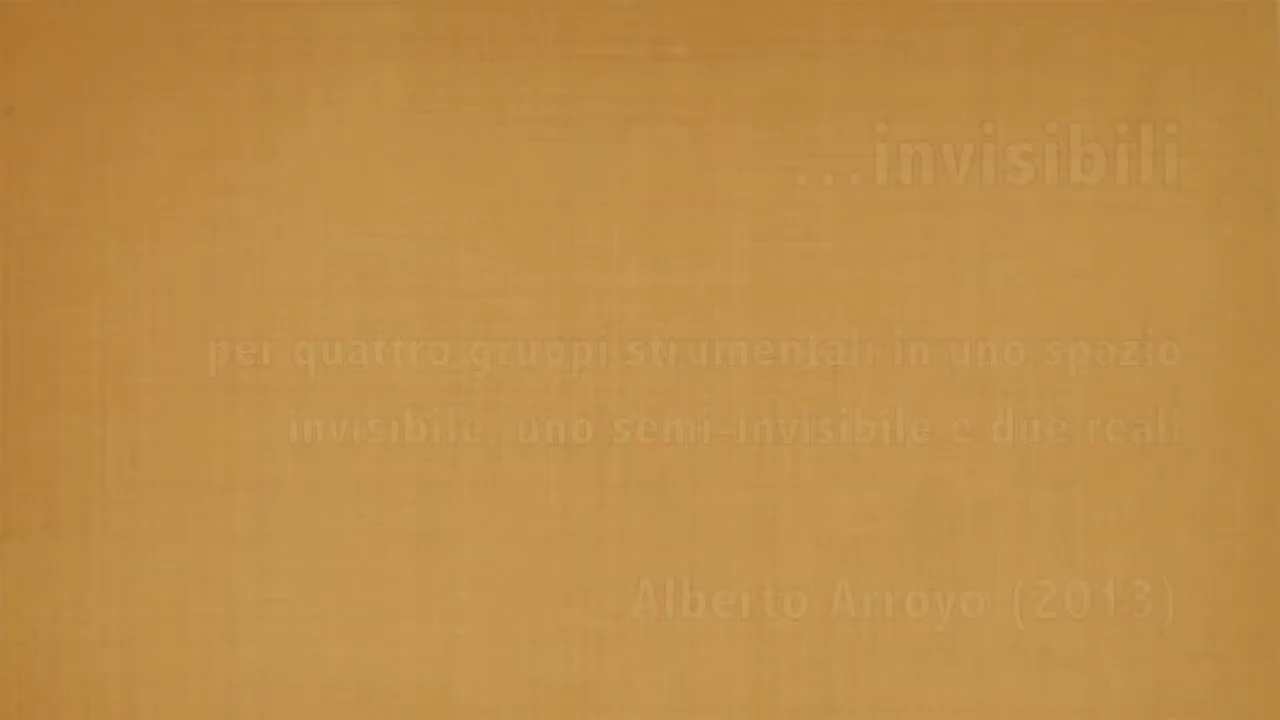 ...invisibili
per quattro gruppi strumentali in uno spazio
invisibile, uno semi-invisibile e due reali
Alberto Arroyo (2013)